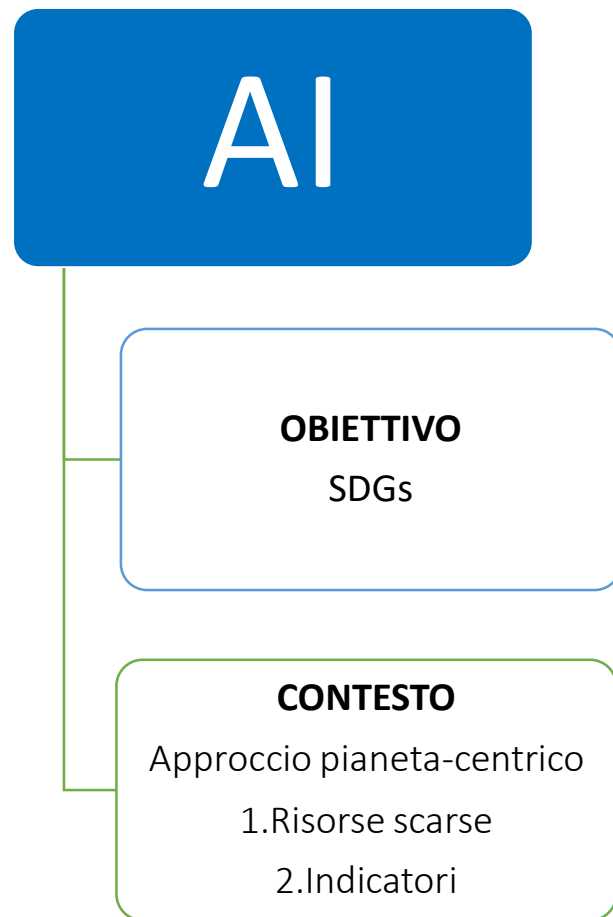 AI
OBIETTIVO
SDGs
CONTESTO
Approccio pianeta-centrico
1.Risorse scarse
2.Indicatori